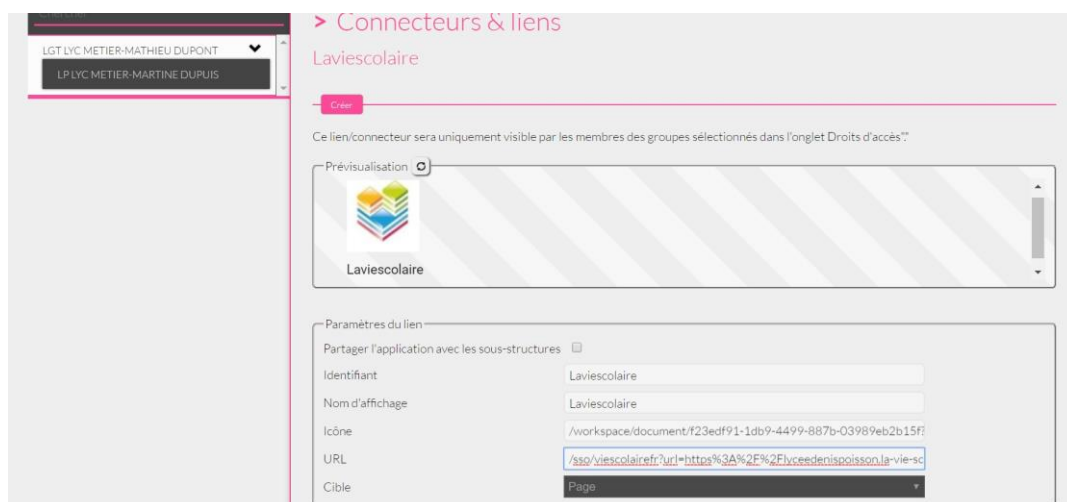 Chercher
> Connecteurs & liens
LGT LYC METIER-MATHIEU DUPONT
LP LYC METIER-MARTINE DUPUIS
Laviescolaire
Créer
Ce lien/connecteur sera uniquement visible par les membres des groupes sélectionnés dans l'onglet Droits d'accès""
Prévisualisation
Laviescolaire
Paramètres du lien
Partager l'application avec les sous-structures
Identifiant Laviescolaire
Nom d'affichage Laviescolaire
Icône /workspace/document/f23edf91-1db9-4499-887b-03989eb2b15f?
URL /sso/viescolairefr?url=https%3A%2F%2Flyceedenispoisson.la-vie-sc
Cible Page